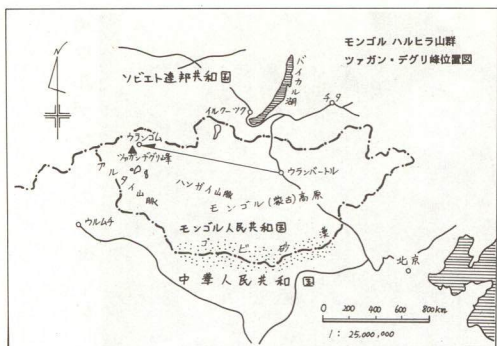 モンゴル ハルヒラ山群
ツァガン・デグリ峰位置図
N
ソビエト連邦共和国
バイカル湖
イルクーツク
チタ
ウランゴム
ツァガンデグリ峰
アルタイ山脈
ウランバートル
ハンガイ山脈
モンゴル(蒙古)高原
ウルムチ
モンゴル人民共和国
ゴビ砂漠
中華人民共和国
北京
0 200 400 600 800km
1: 25.000,000